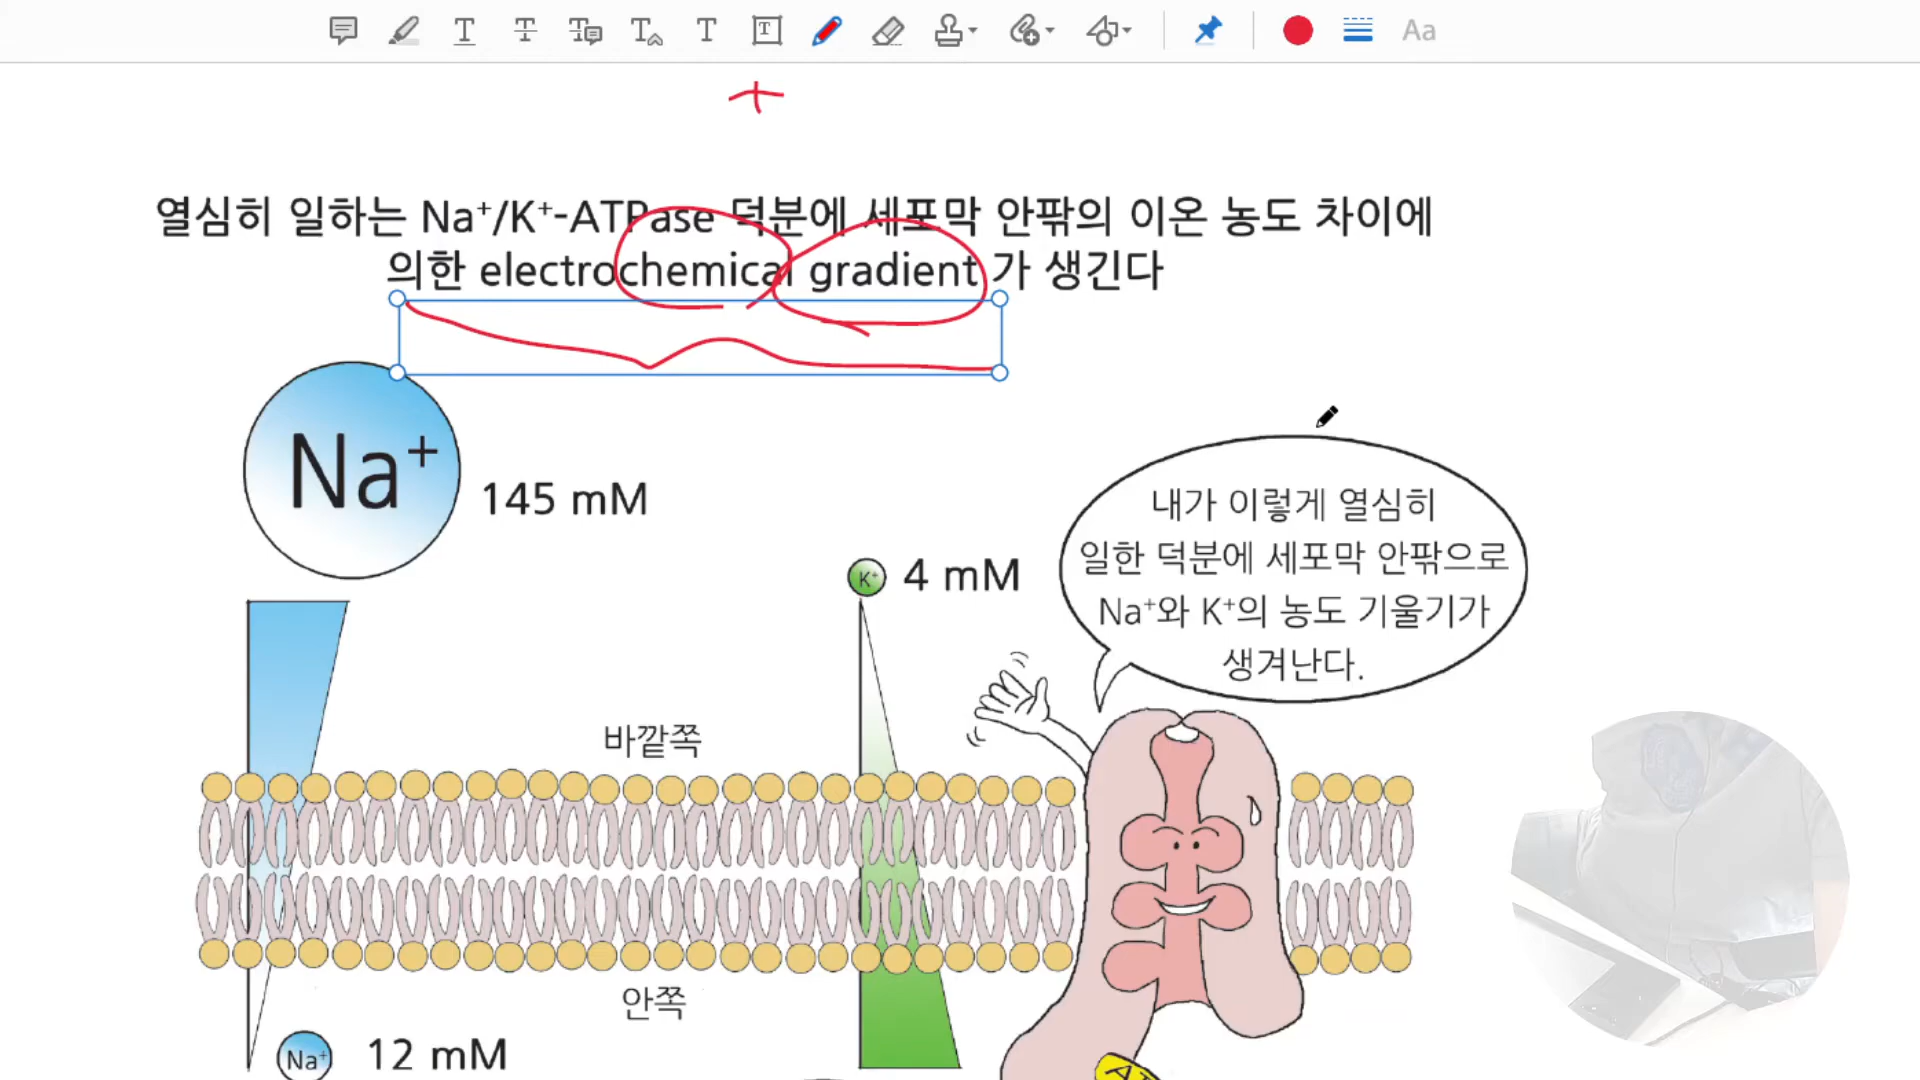 Aa
열심히 일하는 Na⁺/K⁺-ATPase 덕분에 세포막 안팎의 이온 농도 차이에
의한 electrochemical gradient 가 생긴다
Na⁺
145 mM
K⁺ 4 mM
내가 이렇게 열심히
일한 덕분에 세포막 안팎으로
Na⁺와 K⁺의 농도 기울기가
생겨난다.
바깥쪽
안쪽
Na⁺ 12 mM